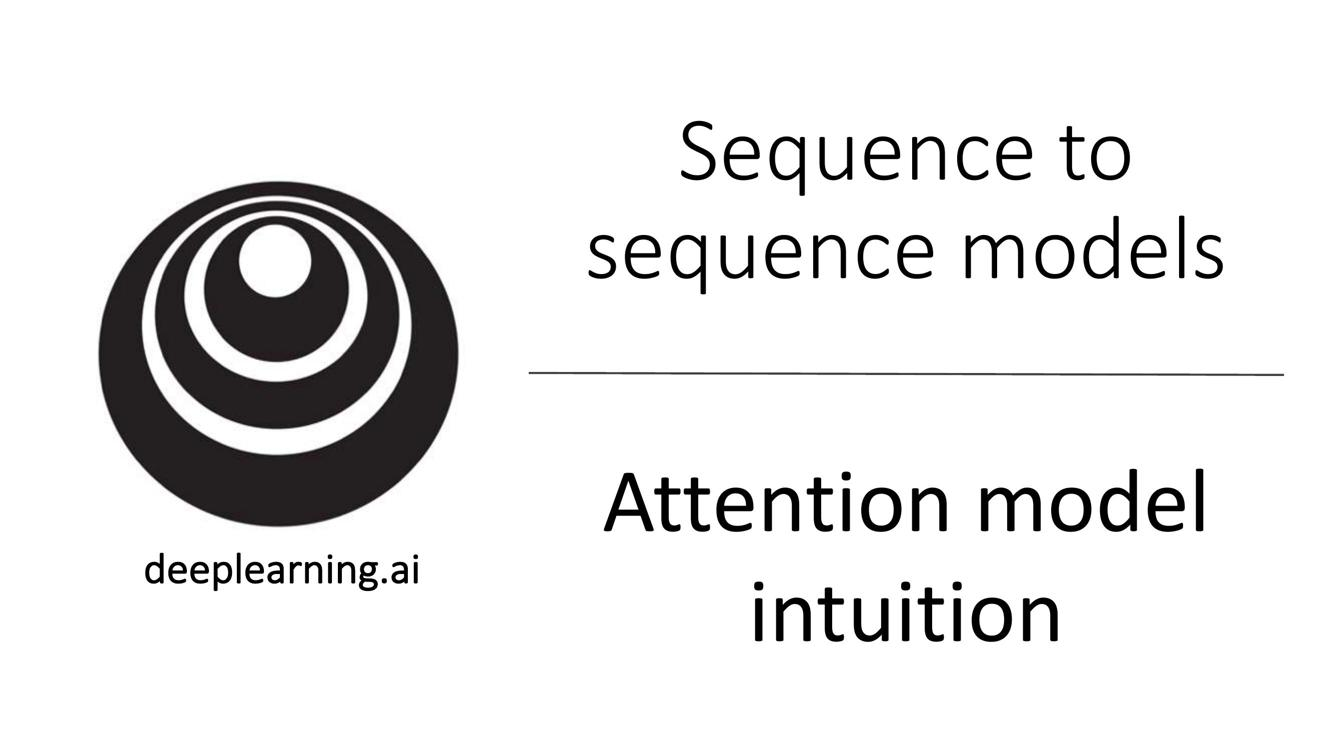 Sequence to
sequence models
Attention model
intuition
deeplearning.ai